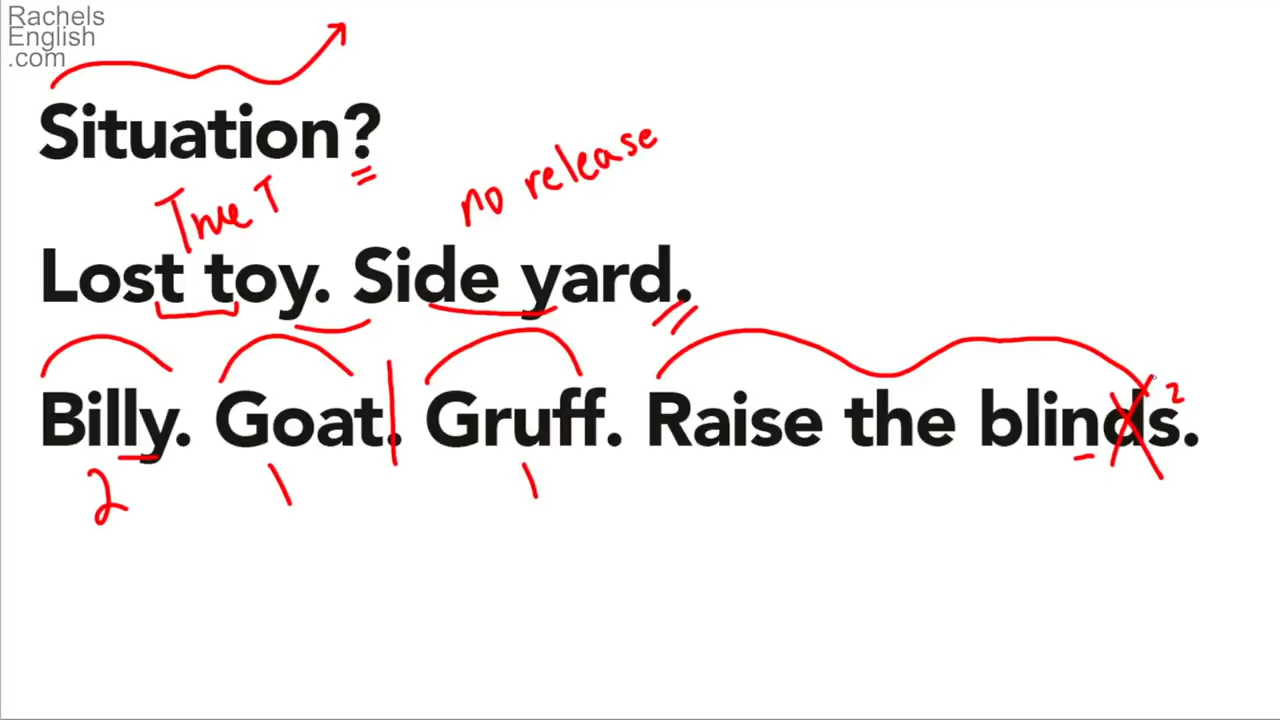 Rachels
English
.com
Situation?
True T
no release
Lost toy. Side yard.
Billy. Goat. Gruff. Raise the blinds.
z
2 1 1